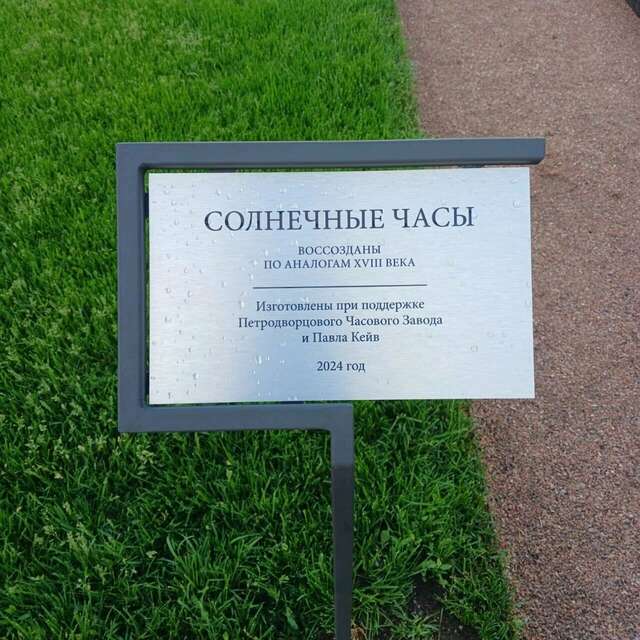 СОЛНЕЧНЫЕ ЧАСЫ
ВОССОЗДАНЫ
ПО АНАЛОГАМ XVIII ВЕКА
Изготовлены при поддержке
Петродворцового Часового Завода
и Павла Кейв
2024 год